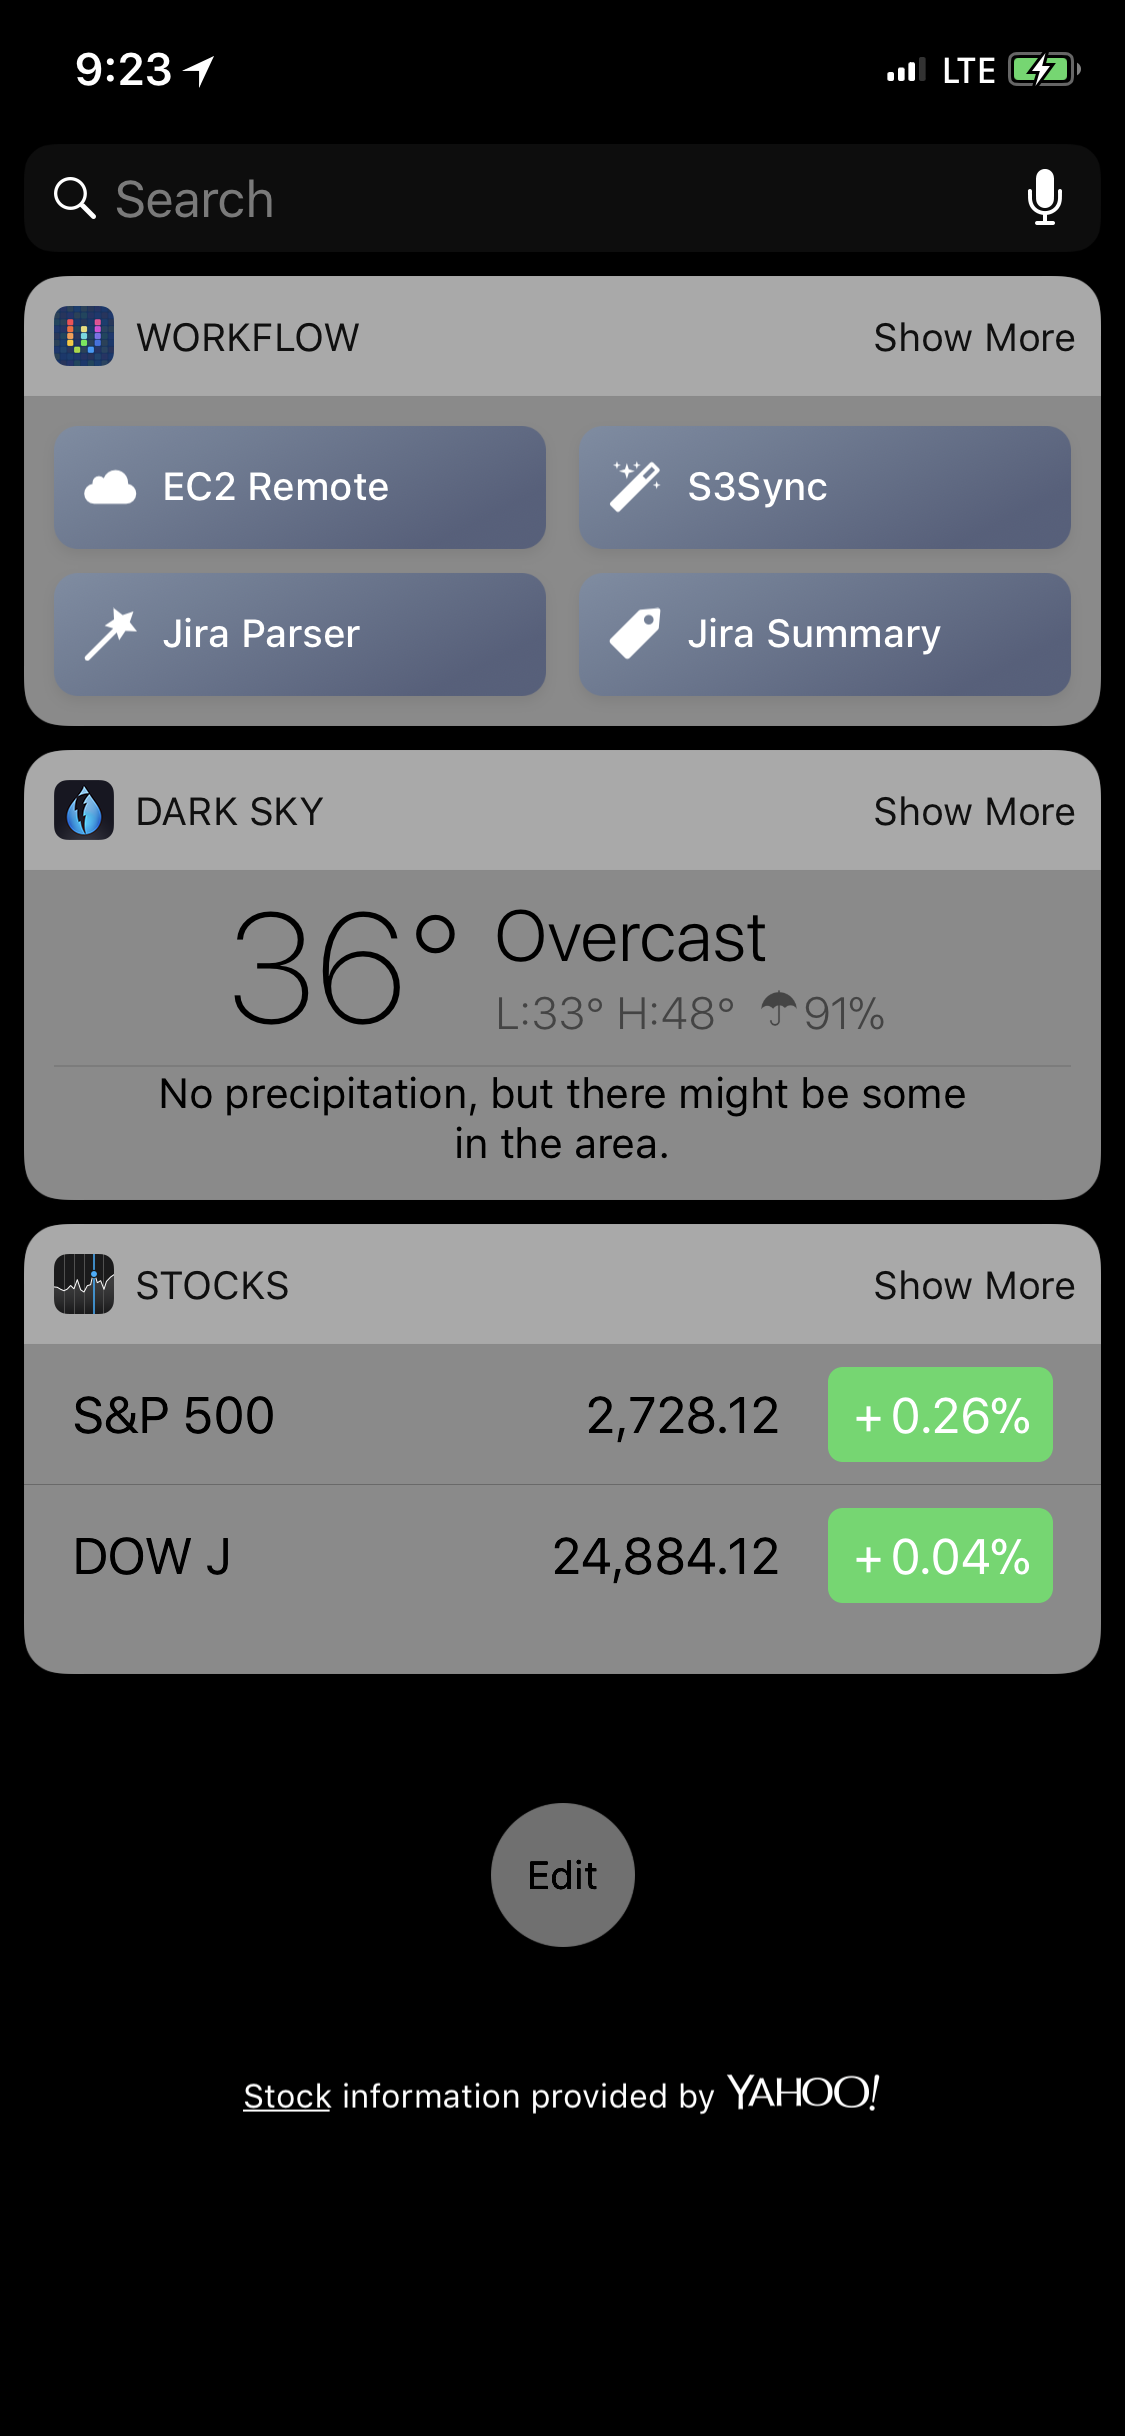 9:23 LTE
Search
WORKFLOW Show More
EC2 Remote S3Sync
Jira Parser Jira Summary
DARK SKY Show More
36° Overcast
L:33° H:48° 91%
No precipitation, but there might be some
in the area.
STOCKS Show More
S&P 500 2,728.12 +0.26%
DOW J 24,884.12 +0.04%
Edit
Stock information provided by YAHOO!